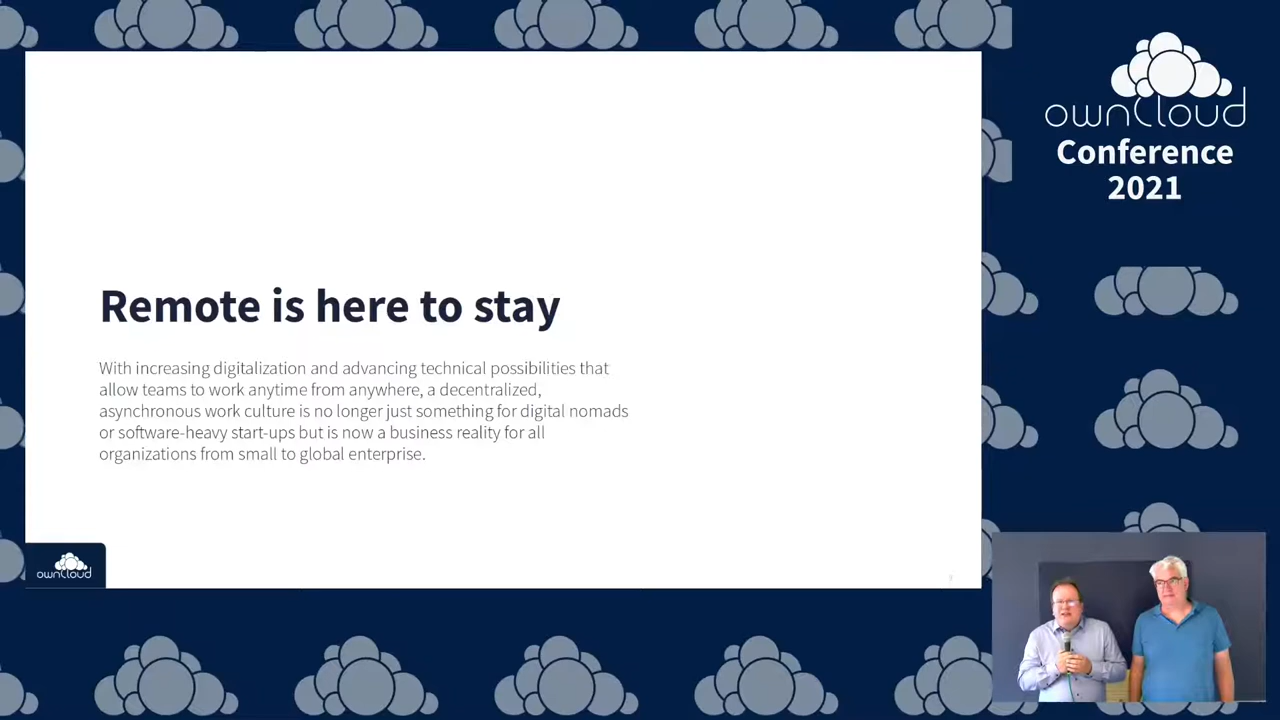 Remote is here to stay
With increasing digitalization and advancing technical possibilities that
allow teams to work anytime from anywhere, a decentralized,
asynchronous work culture is no longer just something for digital nomads
or software-heavy start-ups but is now a business reality for all
organizations from small to global enterprise.
ownCloud
ownCloud
Conference
2021